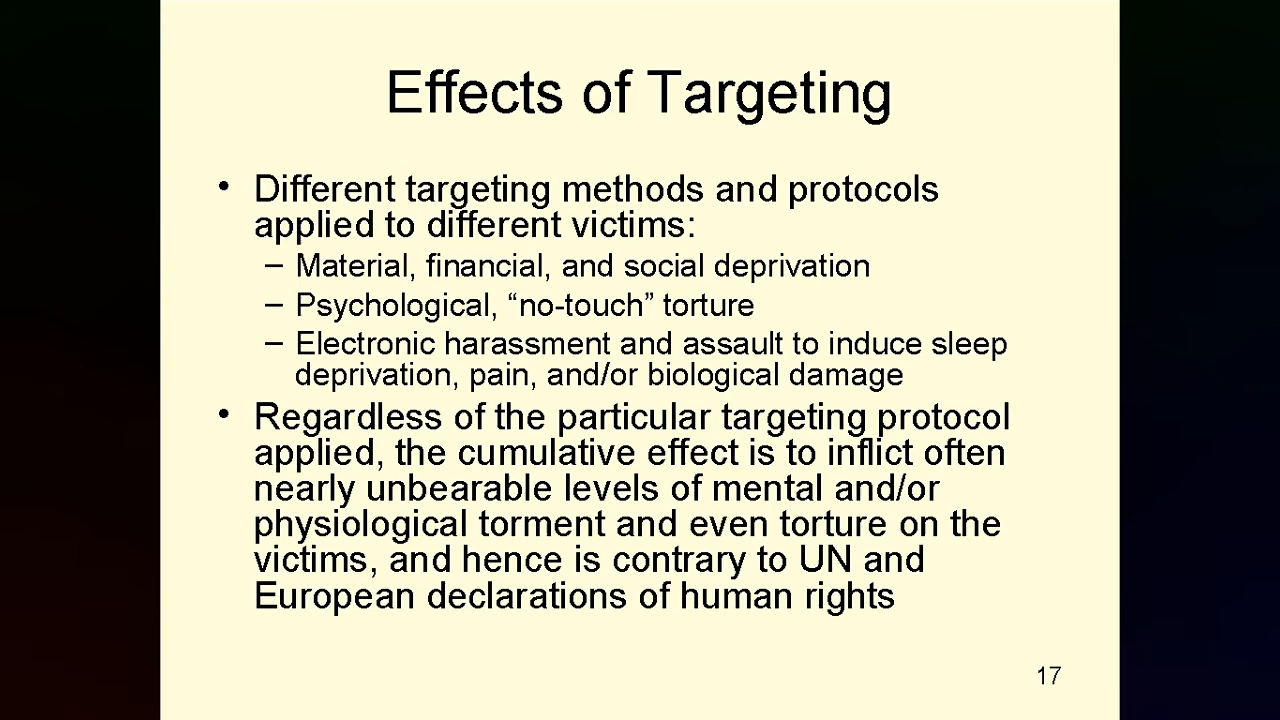 Effects of Targeting
• Different targeting methods and protocols
applied to different victims:
– Material, financial, and social deprivation
– Psychological, “no-touch” torture
– Electronic harassment and assault to induce sleep
deprivation, pain, and/or biological damage
• Regardless of the particular targeting protocol
applied, the cumulative effect is to inflict often
nearly unbearable levels of mental and/or
physiological torment and even torture on the
victims, and hence is contrary to UN and
European declarations of human rights
17